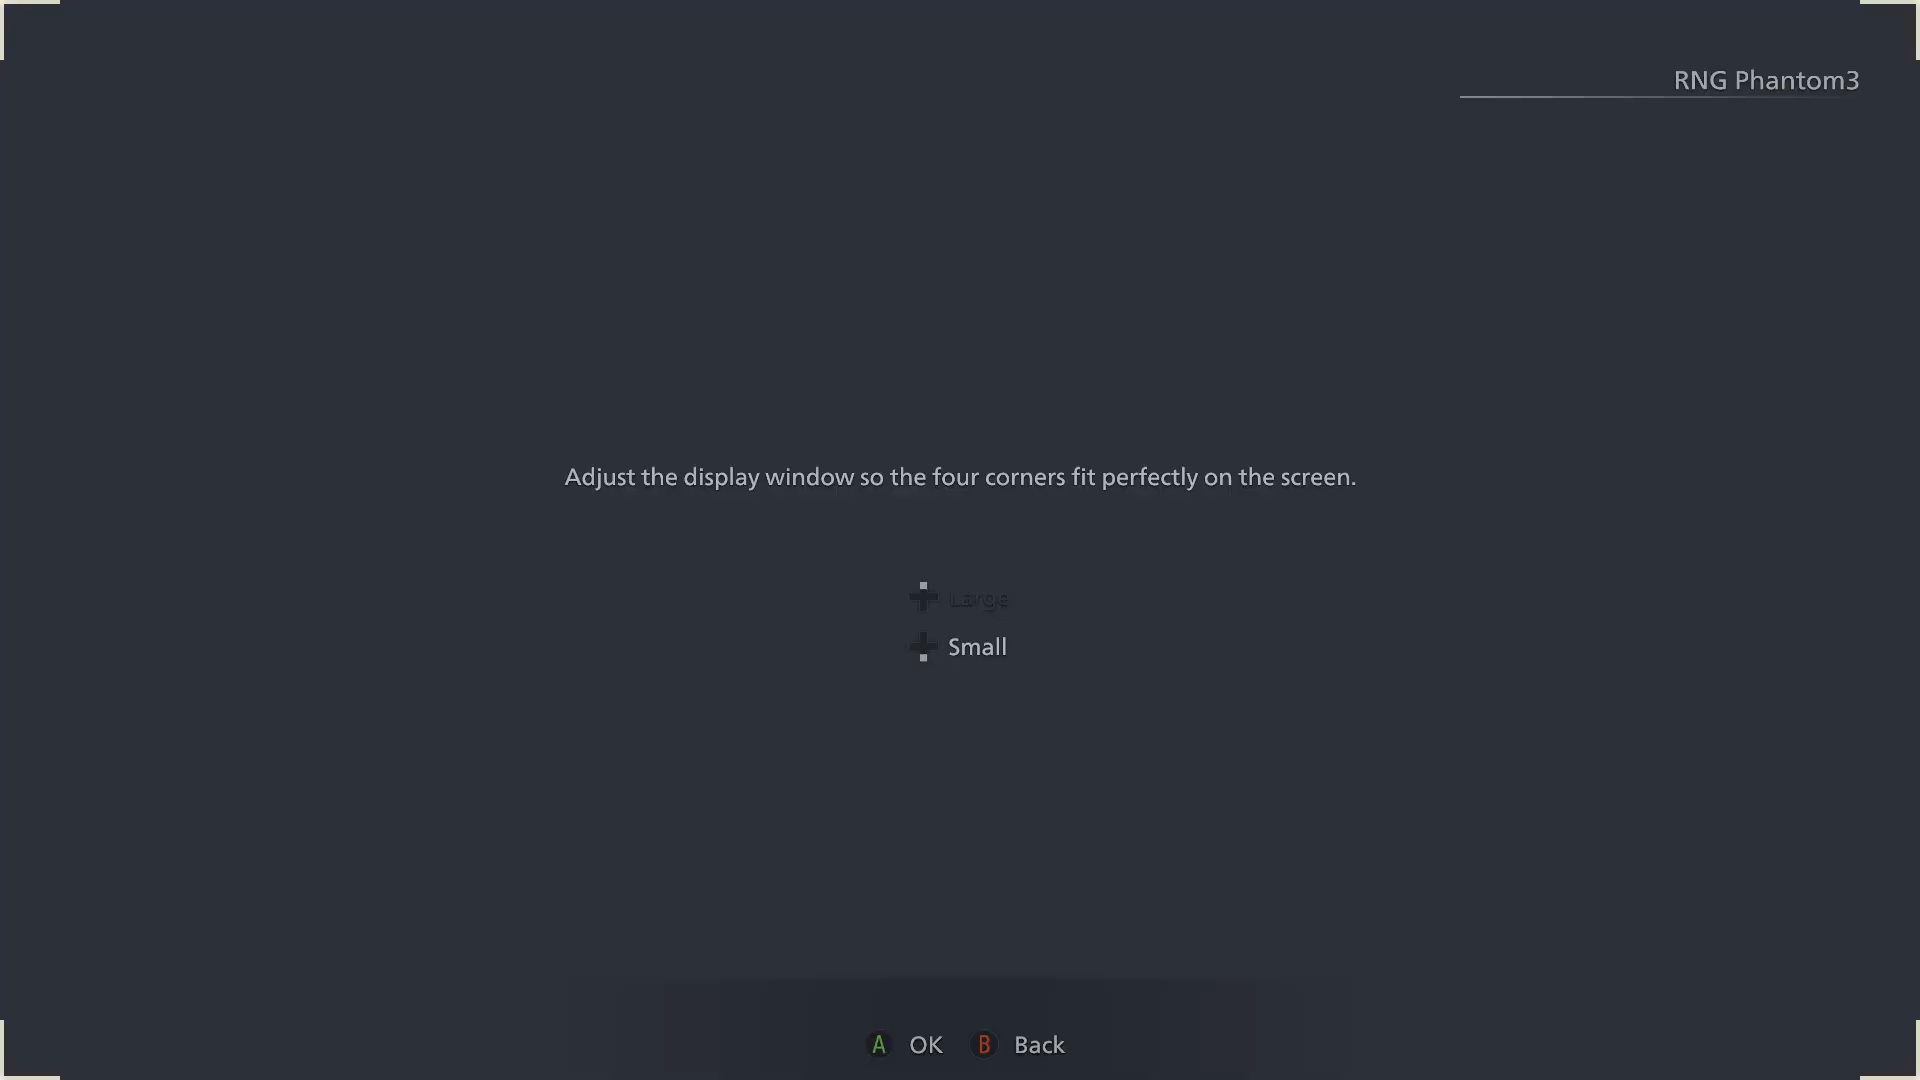 RNG Phantom3
Adjust the display window so the four corners fit perfectly on the screen.
Large
Small
A OK B Back